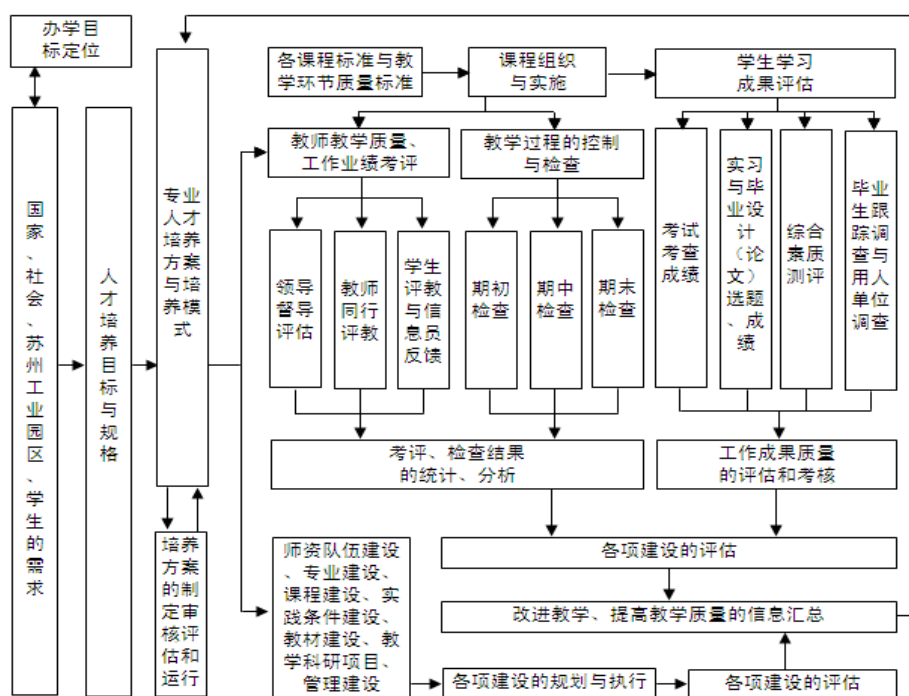 办学目
标定位
国家、社会、苏州工业园区、学生的需求
人才培养目标与规格
专业
人才
培养
方案
与培
养模
式
培养
方案
的制
定审
核评
估和
运行
各课程标准与教
学环节质量标准
课程组织
与实施
学生学习
成果评估
教师教学质量、
工作业绩考评
教学过程的控制
与检查
领导
督导
评估
教师
同行
评教
学生
评教
与信
息员
反馈
期初
检查
期中
检查
期末
检查
考试
考查
成绩
实习
与毕
业设
计
（论
文）
选题
、成
绩
综合
素质
测评
毕业
生跟
踪调
查与
用人
单位
调查
考评、检查结果
的统计、分析
工作成果质量
的评估和考核
师资队伍建设
、专业建设、
课程建设、实
践条件建设、
教材建设、教
学科研项目、
管理建设
各项建设的评估
改进教学、提高教学质量的信息汇总
各项建设的规划与执行
各项建设的评估